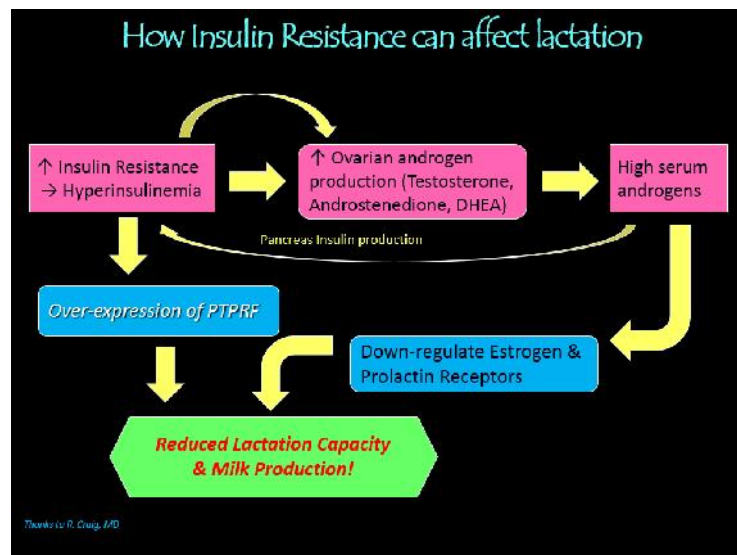 How Insulin Resistance can affect lactation
↑ Insulin Resistance
→ Hyperinsulinemia
↑ Ovarian androgen
production (Testosterone,
Androstenedione, DHEA)
High serum
androgens
Pancreas Insulin production
Over-expression of PTPRF
Down-regulate Estrogen &
Prolactin Receptors
Reduced Lactation Capacity
& Milk Production!
Thanks to R. Craig, MD